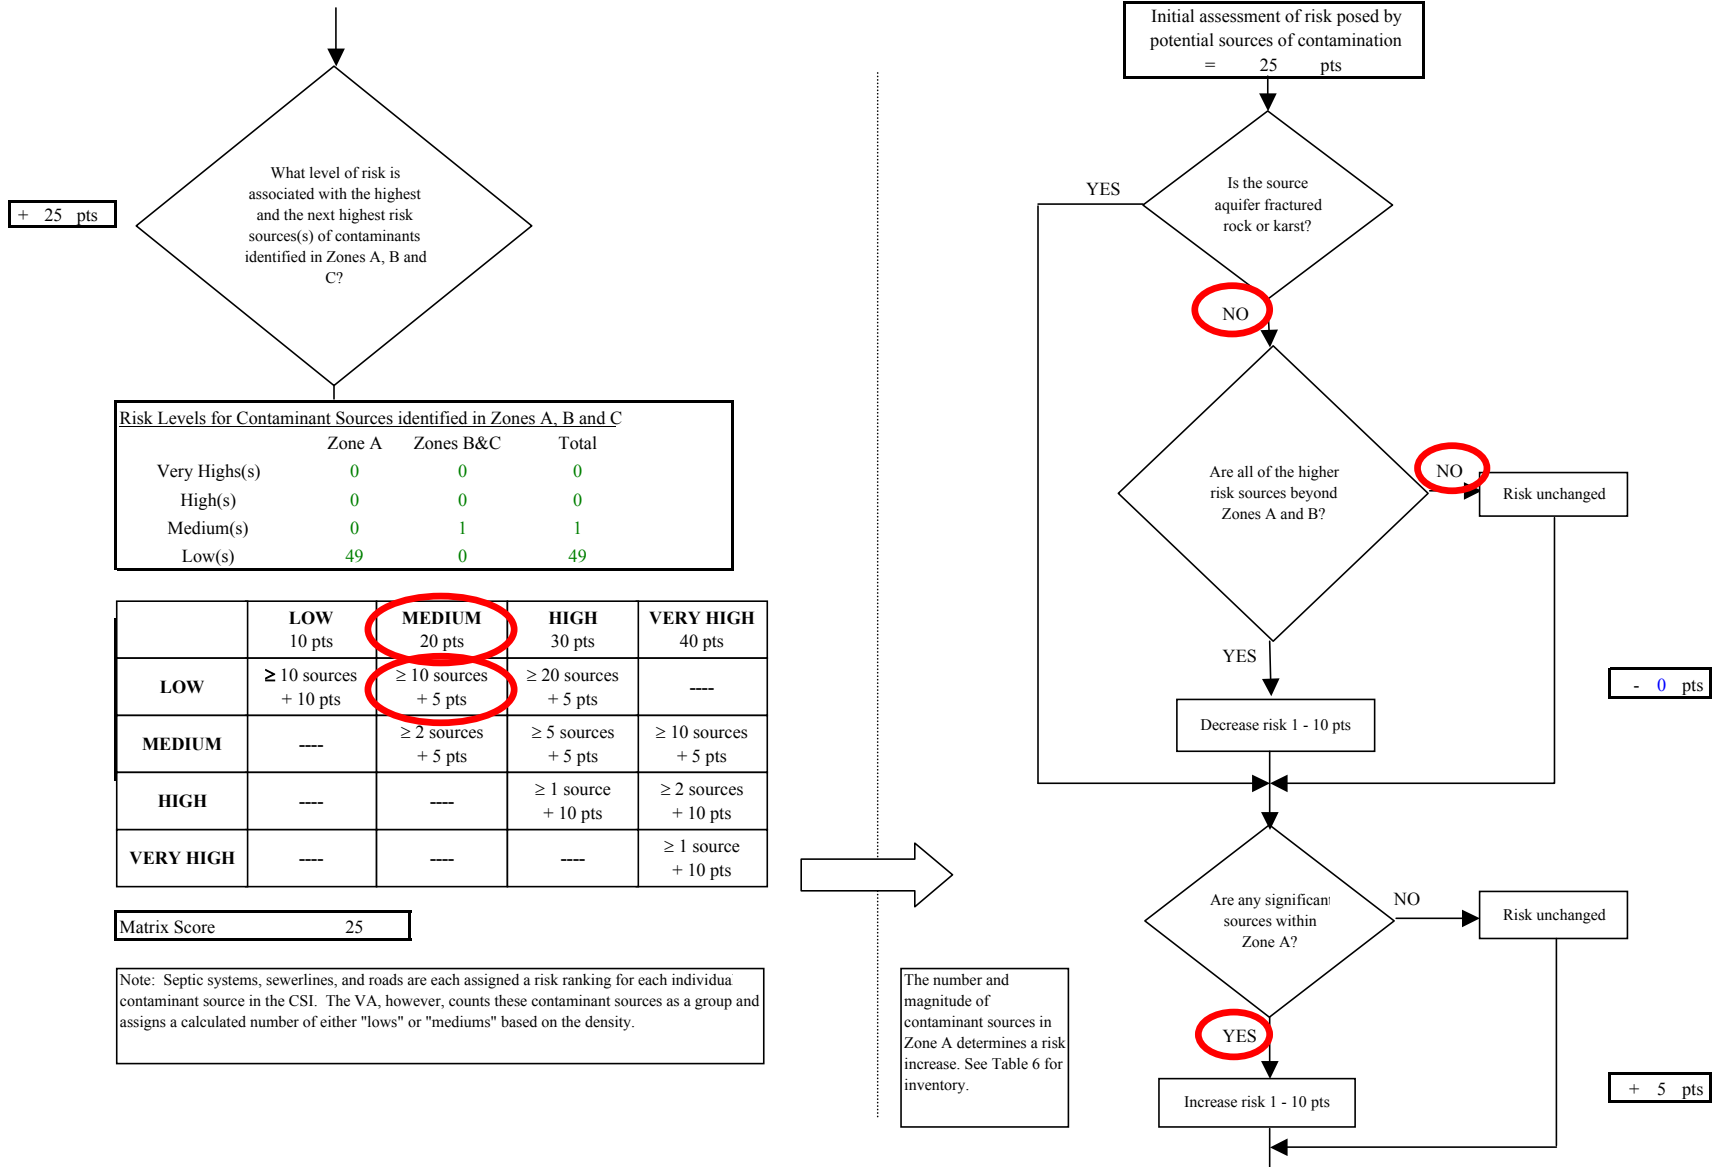 What level of risk is
associated with the highest
and the next highest risk
sources(s) of contaminants
identified in Zones A, B and
C?
+ 25 pts
Risk Levels for Contaminant Sources identified in Zones A, B and C
Zone A Zones B&C Total
Very Highs(s) 0 0 0
High(s) 0 0 0
Medium(s) 0 1 1
Low(s) 49 0 49
LOW MEDIUM HIGH VERY HIGH
10 pts 20 pts 30 pts 40 pts
LOW ≥ 10 sources + 10 pts ≥ 10 sources + 5 pts ≥ 20 sources + 5 pts ----
MEDIUM ---- ≥ 2 sources + 5 pts ≥ 5 sources + 5 pts ≥ 10 sources + 5 pts
HIGH ---- ---- ≥ 1 source + 10 pts ≥ 2 sources + 10 pts
VERY HIGH ---- ---- ---- ≥ 1 source + 10 pts
Matrix Score 25
Note: Septic systems, sewerlines, and roads are each assigned a risk ranking for each individua
contaminant source in the CSI. The VA, however, counts these contaminant sources as a group and
assigns a calculated number of either "lows" or "mediums" based on the density.
Initial assessment of risk posed by
potential sources of contamination
= 25 pts
Is the source
aquifer fractured
rock or karst?
YES
NO
Are all of the higher
risk sources beyond
Zones A and B?
NO
Risk unchanged
YES
Decrease risk 1 - 10 pts
- 0 pts
Are any significant
sources within
Zone A?
NO
Risk unchanged
The number and
magnitude of
contaminant sources in
Zone A determines a risk
increase. See Table 6 for
inventory.
YES
Increase risk 1 - 10 pts
+ 5 pts